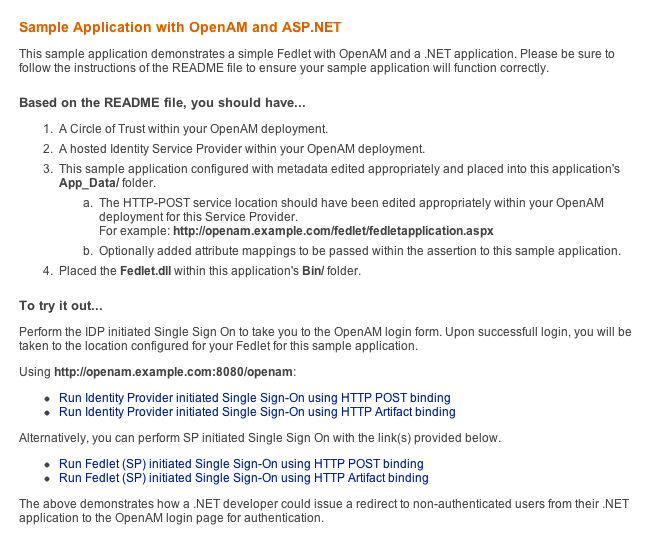 Sample Application with OpenAM and ASP.NET
This sample application demonstrates a simple Fedlet with OpenAM and a .NET application. Please be sure to
follow the instructions of the README file to ensure your sample application will function correctly.
Based on the README file, you should have...
1. A Circle of Trust within your OpenAM deployment.
2. A hosted Identity Service Provider within your OpenAM deployment.
3. This sample application configured with metadata edited appropriately and placed into this application's
App_Data/ folder.
a. The HTTP-POST service location should have been edited appropriately within your OpenAM
deployment for this Service Provider.
For example: http://openam.example.com/fedlet/fedletapplication.aspx
b. Optionally added attribute mappings to be passed within the assertion to this sample application.
4. Placed the Fedlet.dll within this application's Bin/ folder.
To try it out...
Perform the IDP initiated Single Sign On to take you to the OpenAM login form. Upon successfull login, you will be
taken to the location configured for your Fedlet for this sample application.
Using http://openam.example.com:8080/openam:
• Run Identity Provider initiated Single Sign-On using HTTP POST binding
• Run Identity Provider initiated Single Sign-On using HTTP Artifact binding
Alternatively, you can perform SP initiated Single Sign On with the link(s) provided below.
• Run Fedlet (SP) initiated Single Sign-On using HTTP POST binding
• Run Fedlet (SP) initiated Single Sign-On using HTTP Artifact binding
The above demonstrates how a .NET developer could issue a redirect to non-authenticated users from their .NET
application to the OpenAM login page for authentication.